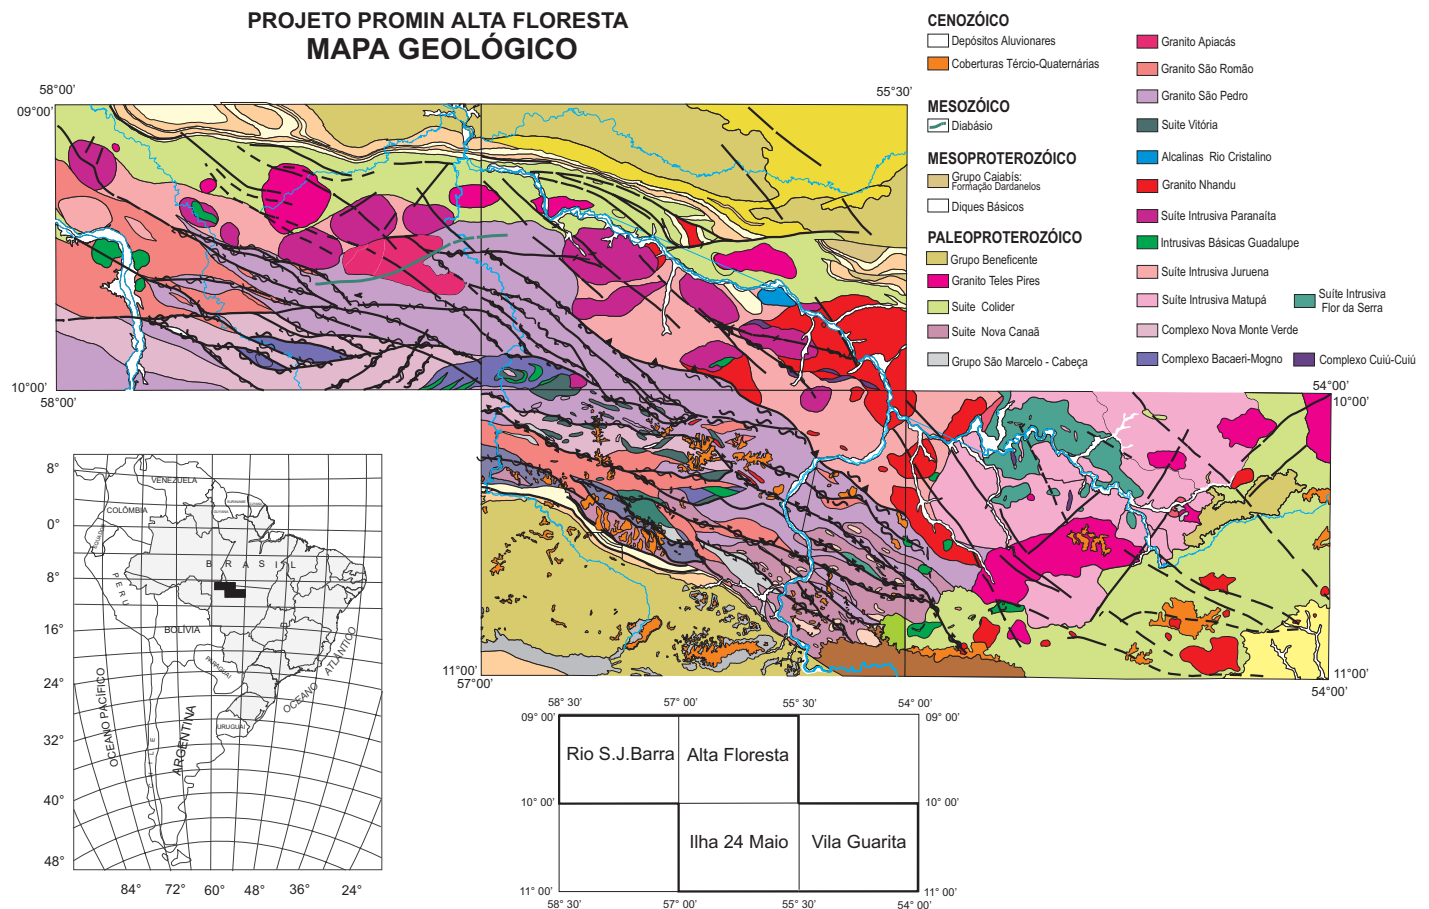 PROJETO PROMIN ALTA FLORESTA
MAPA GEOLÓGICO
58°00'
09°00'
55°30'
10°00'
58°00'
54°00'
10°00'
11°00'
57°00'
11°00'
54°00'
CENOZÓICO
Depósitos Aluvionares
Coberturas Tércio-Quaternárias
MESOZÓICO
Diabásio
MESOPROTEROZÓICO
Grupo Caiabís:
Formação Dardanelos
Diques Básicos
PALEOPROTEROZÓICO
Grupo Beneficente
Granito Teles Pires
Suite Colider
Suite Nova Canaã
Grupo São Marcelo - Cabeça
Granito Apiacás
Granito São Romão
Granito São Pedro
Suite Vitória
Alcalinas Rio Cristalino
Granito Nhandu
Suíte Intrusiva Paranaíta
Intrusivas Básicas Guadalupe
Suíte Intrusiva Juruena
Suíte Intrusiva Matupá
Suíte Intrusiva
Flor da Serra
Complexo Nova Monte Verde
Complexo Bacaeri-Mogno
Complexo Cuiú-Cuiú
8°
0°
8°
16°
24°
32°
40°
48°
84° 72° 60° 48° 36° 24°
VENEZUELA
COLÔMBIA
BRASIL
PERU
BOLÍVIA
PARAGUAI
URUGUAI
ARGENTINA
CHILE
OCEANO PACÍFICO
OCEANO ATLÂNTICO
58° 30' 57° 00' 55° 30' 54° 00'
09° 00' 09° 00'
Rio S.J.Barra Alta Floresta
10° 00' 10° 00'
Ilha 24 Maio Vila Guarita
11° 00' 11° 00'
58° 30' 57° 00' 55° 30' 54° 00'